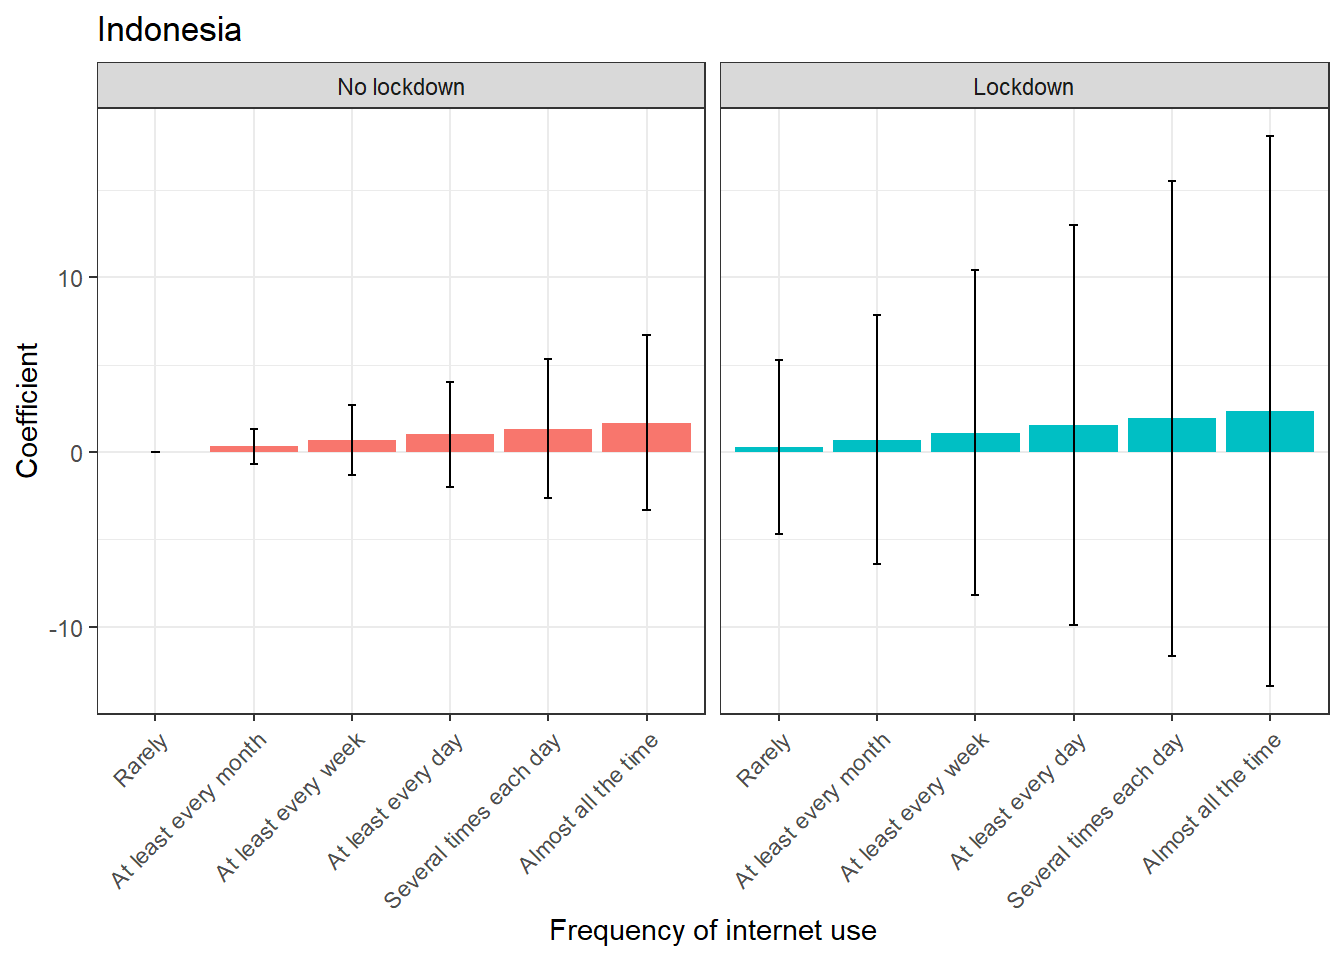 Indonesia
No lockdown
Lockdown
Coefficient
10
0
-10
Rarely
At least every month
At least every week
At least every day
Several times each day
Almost all the time
Rarely
At least every month
At least every week
At least every day
Several times each day
Almost all the time
Frequency of internet use